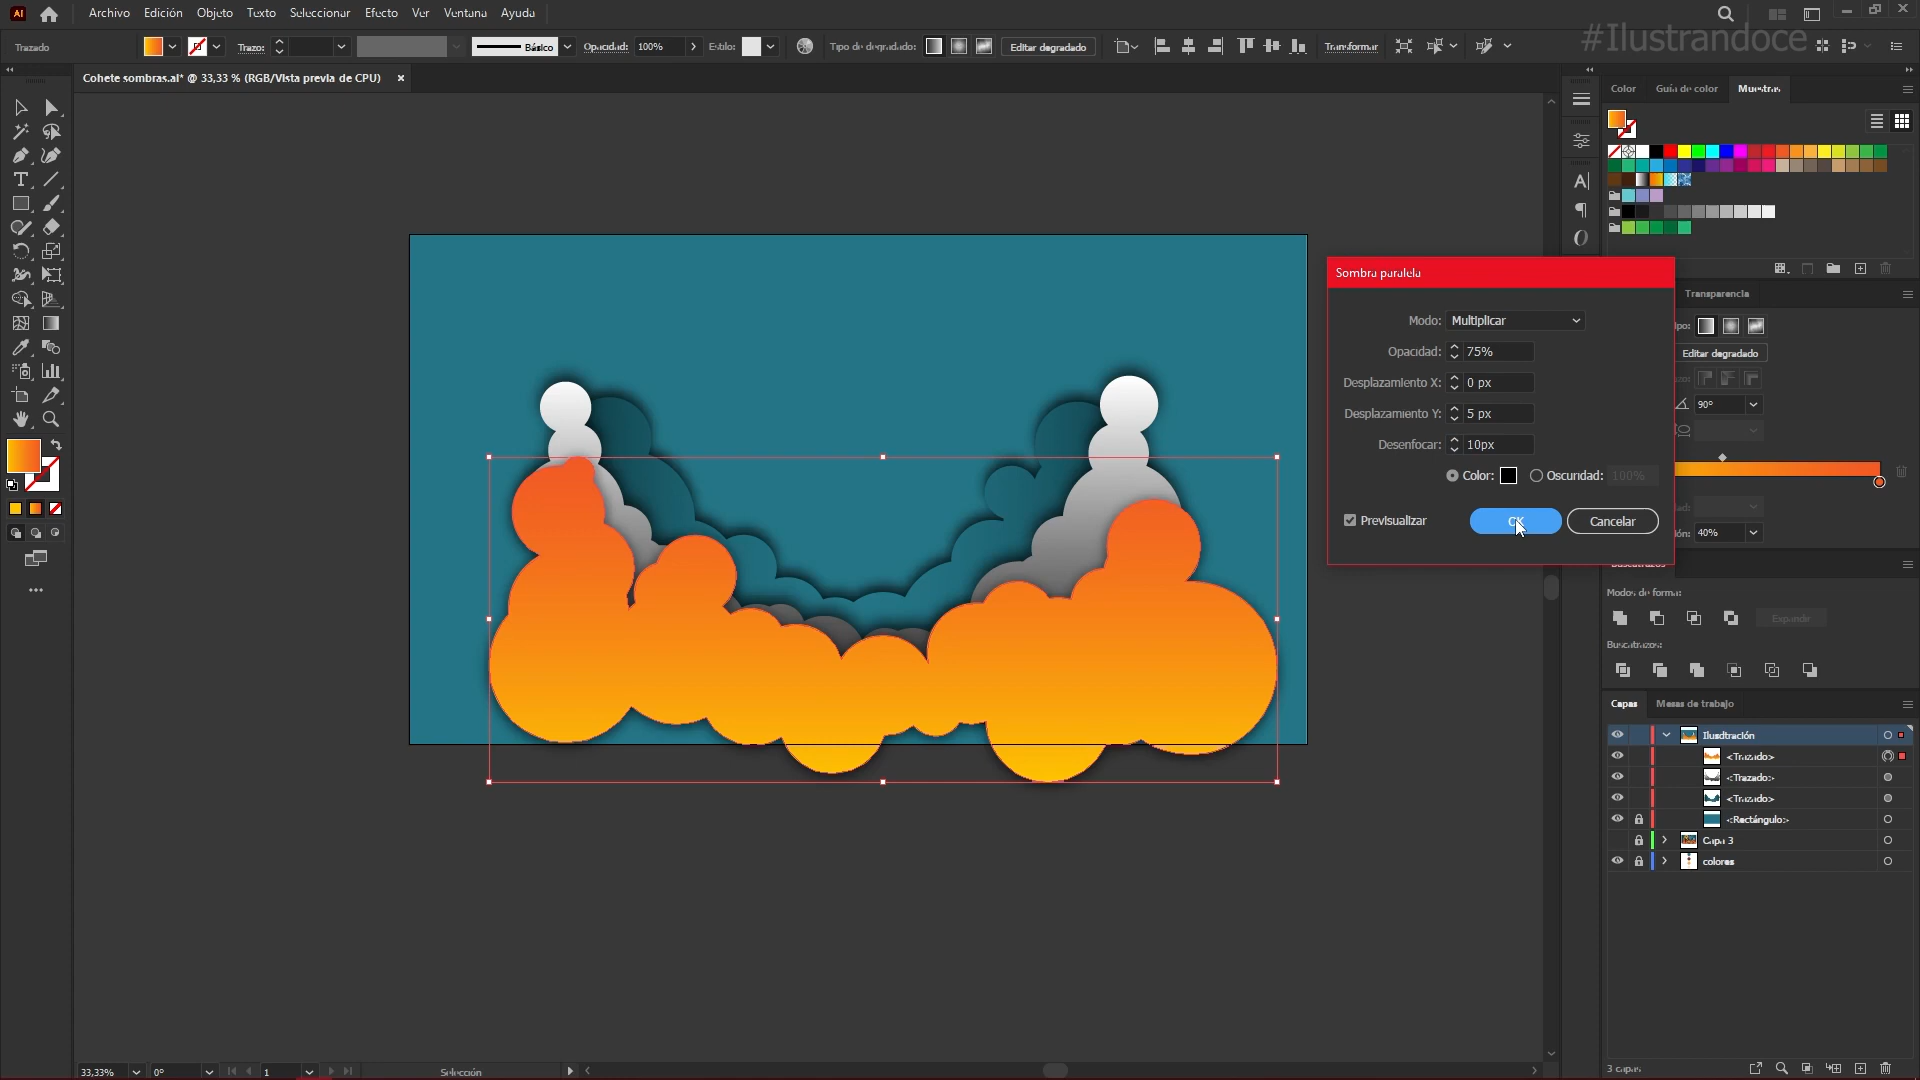 Ai Archivo Edición Objeto Texto Seleccionar Efecto Ver Ventana Ayuda
#Ilustrandoce
Trazado Trazo: Básico Opacidad: 100% Estilo: Tipo de degradado: Editar degradado Transformar
Cohete sombras.ai* @ 33,33 % (RGB/Vista previa de CPU) ×
Color Guía de color Muestras
Sombra paralela
Modo: Multiplicar
Opacidad: 75%
Desplazamiento X: 0 px
Desplazamiento Y: 5 px
Desenfocar: 10px
Color: Oscuridad: 100%
Previsualizar OK Cancelar
Transparencia
ipo:
Editar degradado
90°
40%
Modos de forma:
Expandir
Buscatrazos:
Capas Mesas de trabajo
Ilusdtración
<Trazado>
<Trazado>
<Trazado>
<Rectángulo>
Capa 3
colores
3 capas
33,33% 0° 1 Selección